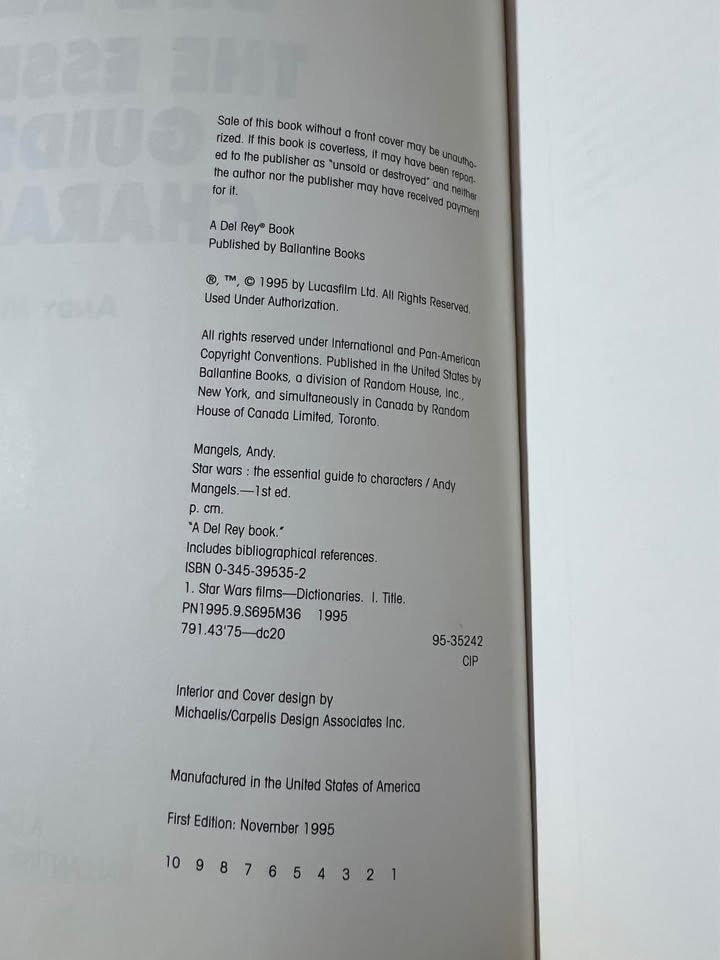 Sale of this book without a front cover may be unautho-
rized. If this book is coverless, it may have been report-
ed to the publisher as "unsold or destroyed" and neither
the author nor the publisher may have received payment
for it.
A Del Rey® Book
Published by Ballantine Books
®, ™, © 1995 by Lucasfilm Ltd. All Rights Reserved.
Used Under Authorization.
All rights reserved under International and Pan-American
Copyright Conventions. Published in the United States by
Ballantine Books, a division of Random House, Inc.,
New York, and simultaneously in Canada by Random
House of Canada Limited, Toronto.
Mangels, Andy.
Star wars : the essential guide to characters / Andy
Mangels.—1st ed.
p. cm.
"A Del Rey book."
Includes bibliographical references.
ISBN 0-345-39535-2
1. Star Wars films—Dictionaries. I. Title.
PN1995.9.S695M36 1995
791.43'75—dc20
95-35242
CIP
Interior and Cover design by
Michaelis/Carpelis Design Associates Inc.
Manufactured in the United States of America
First Edition: November 1995
10 9 8 7 6 5 4 3 2 1